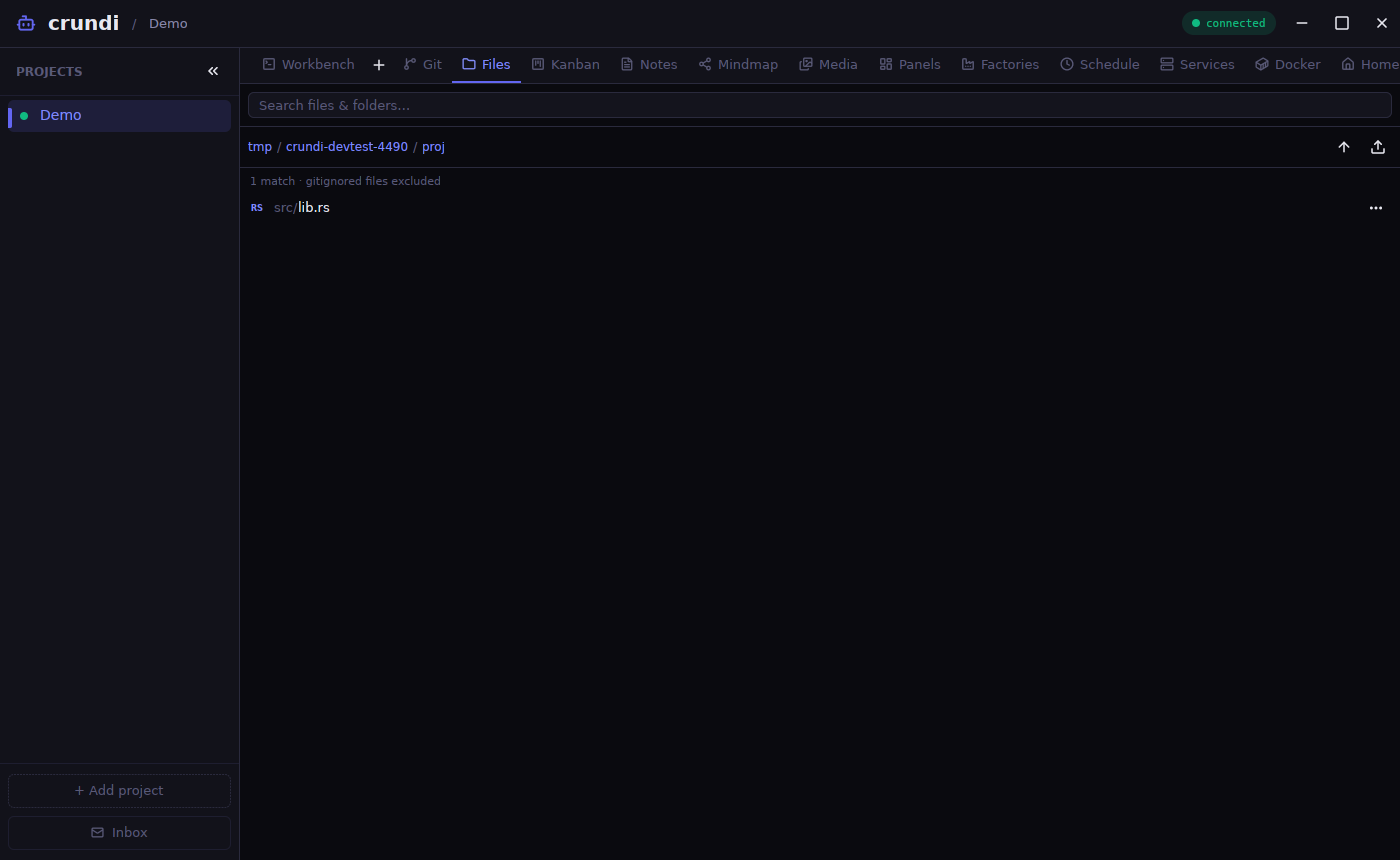 crundi / Demo
connected
PROJECTS
Demo
+ Add project
Inbox
Workbench + Git Files Kanban Notes Mindmap Media Panels Factories Schedule Services Docker Home
Search files & folders...
tmp / crundi-devtest-4490 / proj
1 match · gitignored files excluded
RS src/lib.rs